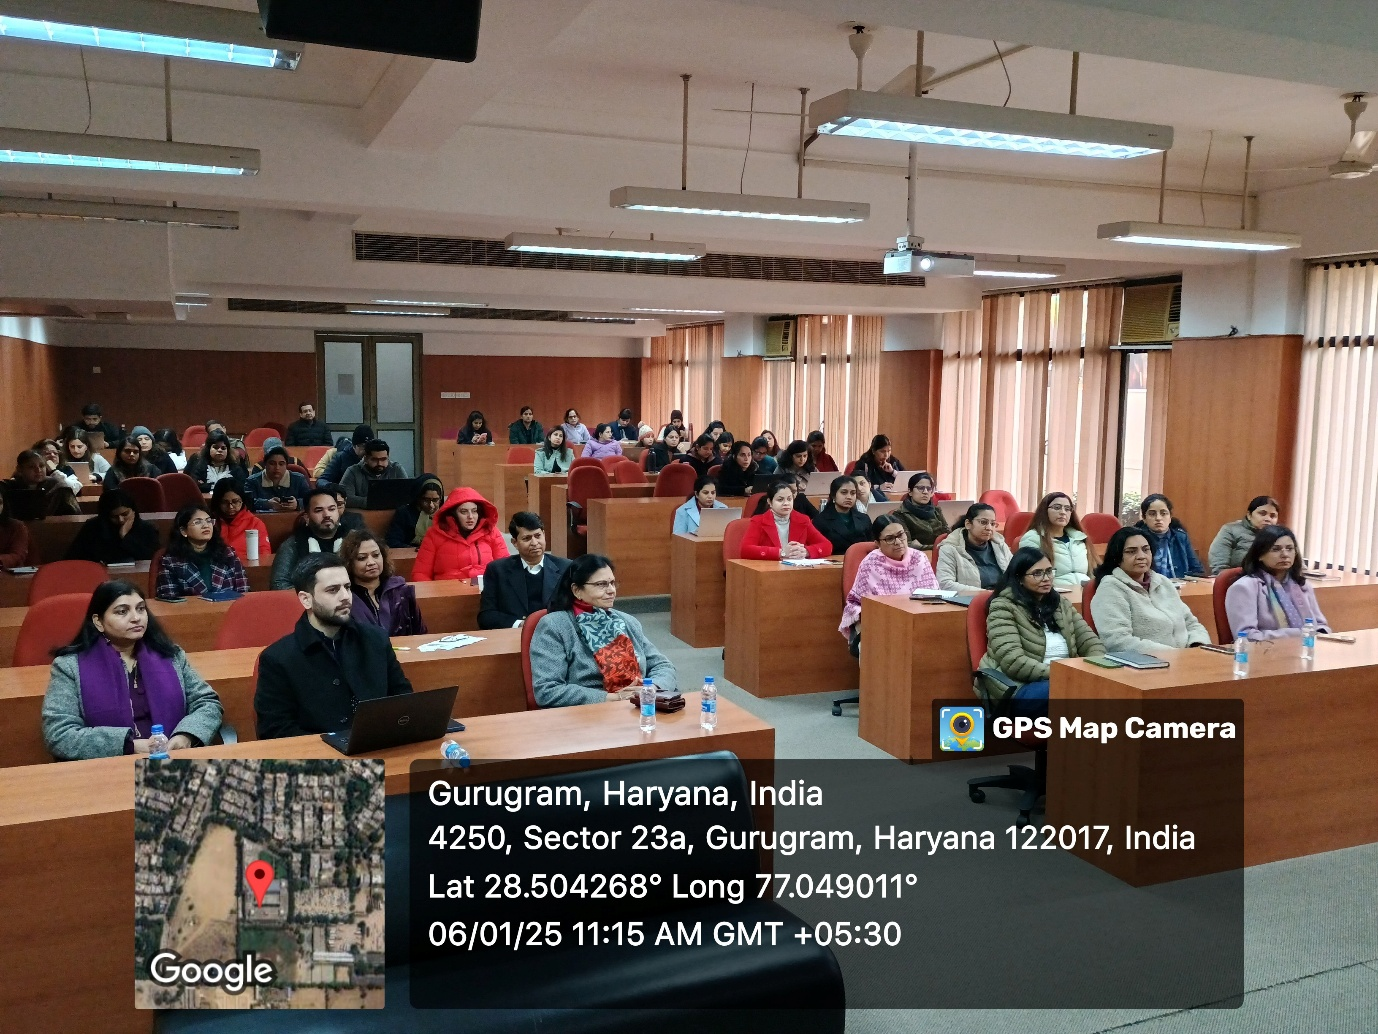 GPS Map Camera
Gurugram, Haryana, India
4250, Sector 23a, Gurugram, Haryana 122017, India
Lat 28.504268° Long 77.049011°
06/01/25 11:15 AM GMT +05:30
Google